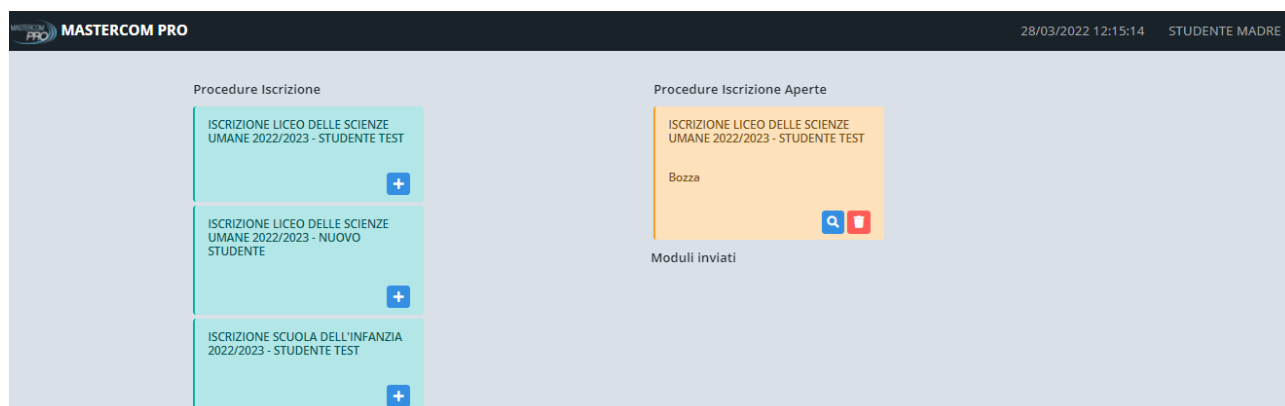 MASTERCOM PRO
MASTERCOM PRO
28/03/2022 12:15:14
STUDENTE MADRE
Procedure Iscrizione
ISCRIZIONE LICEO DELLE SCIENZE
UMANE 2022/2023 - STUDENTE TEST
ISCRIZIONE LICEO DELLE SCIENZE
UMANE 2022/2023 - NUOVO
STUDENTE
ISCRIZIONE SCUOLA DELL'INFANZIA
2022/2023 - STUDENTE TEST
Procedure Iscrizione Aperte
ISCRIZIONE LICEO DELLE SCIENZE
UMANE 2022/2023 - STUDENTE TEST
Bozza
Moduli inviati